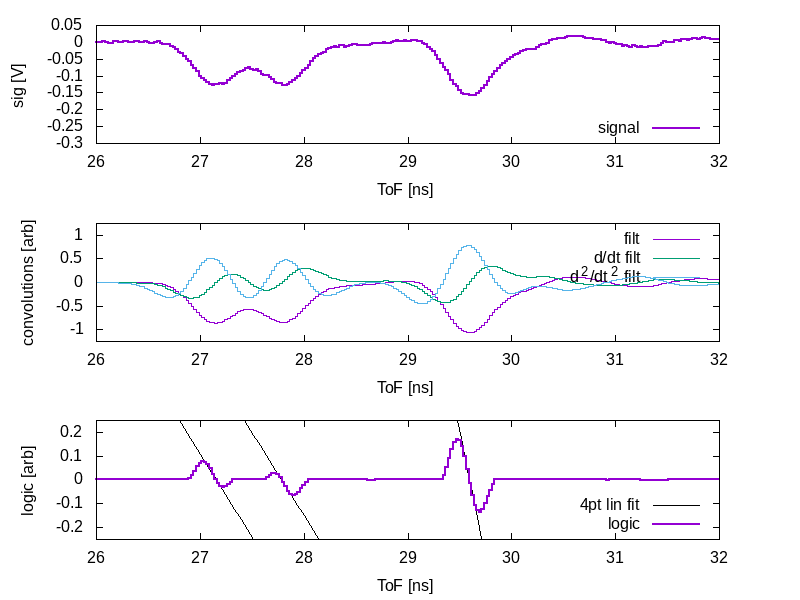 0.05
0
-0.05
-0.1
-0.15
-0.2
-0.25
-0.3
sig [V]
signal
26 27 28 29 30 31 32
ToF [ns]
1
0.5
0
-0.5
-1
convolutions [arb]
filt
d/dt filt
d²/dt² filt
26 27 28 29 30 31 32
ToF [ns]
0.2
0.1
0
-0.1
-0.2
logic [arb]
4pt lin fit
logic
26 27 28 29 30 31 32
ToF [ns]